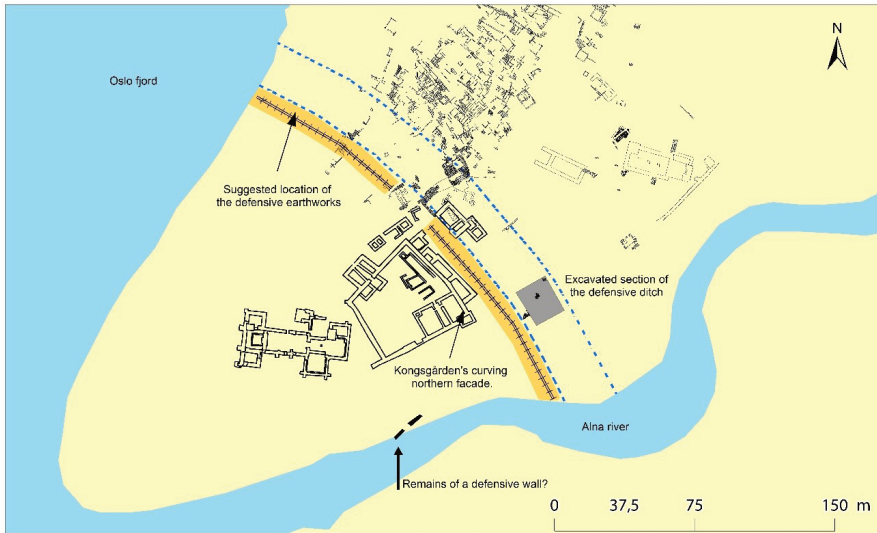 N
Oslo fjord
Suggested location of
the defensive earthworks
Excavated section of
the defensive ditch
Kongsgården's curving
northern facade.
Alna river
Remains of a defensive wall?
0 37,5 75 150 m